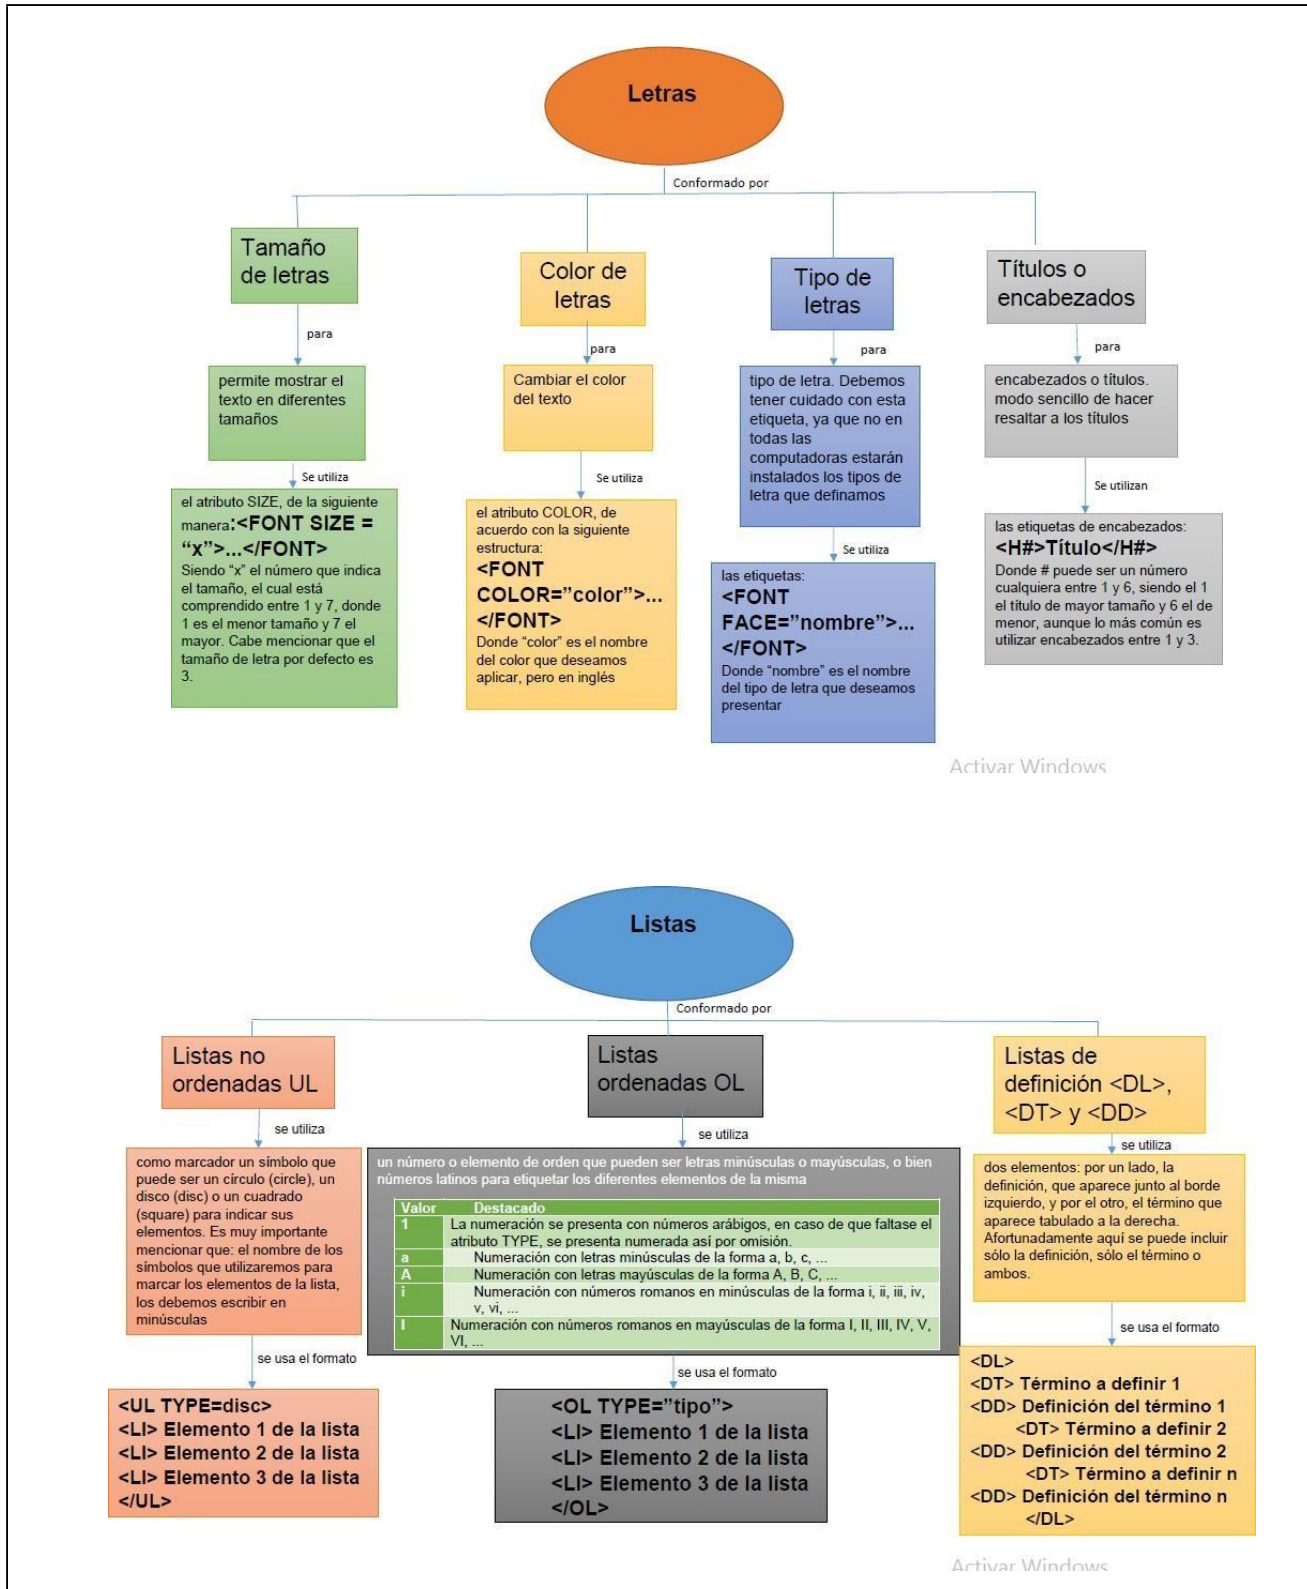 Letras
Conformado por
Tamaño
de letras
Color de
letras
Tipo de
letras
Títulos o
encabezados
para
para
para
para
permite mostrar el
texto en diferentes
tamaños
Cambiar el color
del texto
tipo de letra. Debemos
tener cuidado con esta
etiqueta, ya que no en
todas las
computadoras estarán
instalados los tipos de
letra que definamos
encabezados o títulos.
modo sencillo de hacer
resaltar a los títulos
Se utiliza
Se utiliza
Se utiliza
Se utilizan
el atributo SIZE, de la siguiente
manera:<FONT SIZE =
“x”>...</FONT>
Siendo “x” el número que indica
el tamaño, el cual está
comprendido entre 1 y 7, donde
1 es el menor tamaño y 7 el
mayor. Cabe mencionar que el
tamaño de letra por defecto es
3.
el atributo COLOR, de
acuerdo con la siguiente
estructura:
<FONT
COLOR=”color”>...
</FONT>
Donde “color” es el nombre
del color que deseamos
aplicar, pero en inglés
las etiquetas:
<FONT
FACE=”nombre”>...
</FONT>
Donde “nombre” es el nombre
del tipo de letra que deseamos
presentar
las etiquetas de encabezados:
<H#>Título</H#>
Donde # puede ser un número
cualquiera entre 1 y 6, siendo el 1
el título de mayor tamaño y 6 el de
menor, aunque lo más común es
utilizar encabezados entre 1 y 3.
Activar Windows
Listas
Conformado por
Listas no
ordenadas UL
Listas
ordenadas OL
Listas de
definición <DL>,
<DT> y <DD>
se utiliza
se utiliza
se utiliza
como marcador un símbolo que
puede ser un círculo (circle), un
disco (disc) o un cuadrado
(square) para indicar sus
elementos. Es muy importante
mencionar que: el nombre de los
símbolos que utilizaremos para
marcar los elementos de la lista,
los debemos escribir en
minúsculas
un número o elemento de orden que pueden ser letras minúsculas o mayúsculas, o bien
números latinos para etiquetar los diferentes elementos de la misma
Valor Destacado
1 La numeración se presenta con números arábigos, en caso de que faltase el
atributo TYPE, se presenta numerada así por omisión.
a Numeración con letras minúsculas de la forma a, b, c, ...
A Numeración con letras mayúsculas de la forma A, B, C, ...
i Numeración con números romanos en minúsculas de la forma i, ii, iii, iv,
v, vi, ...
I Numeración con números romanos en mayúsculas de la forma I, II, III, IV, V,
VI, ...
dos elementos: por un lado, la
definición, que aparece junto al borde
izquierdo, y por el otro, el término que
aparece tabulado a la derecha.
Afortunadamente aquí se puede incluir
sólo la definición, sólo el término o
ambos.
se usa el formato
se usa el formato
se usa el formato
<UL TYPE=disc>
<LI> Elemento 1 de la lista
<LI> Elemento 2 de la lista
<LI> Elemento 3 de la lista
</UL>
<OL TYPE=”tipo”>
<LI> Elemento 1 de la lista
<LI> Elemento 2 de la lista
<LI> Elemento 3 de la lista
</OL>
<DL>
<DT> Término a definir 1
<DD> Definición del término 1
<DT> Término a definir 2
<DD> Definición del término 2
<DT> Término a definir n
<DD> Definición del término n
</DL>
Activar Windows